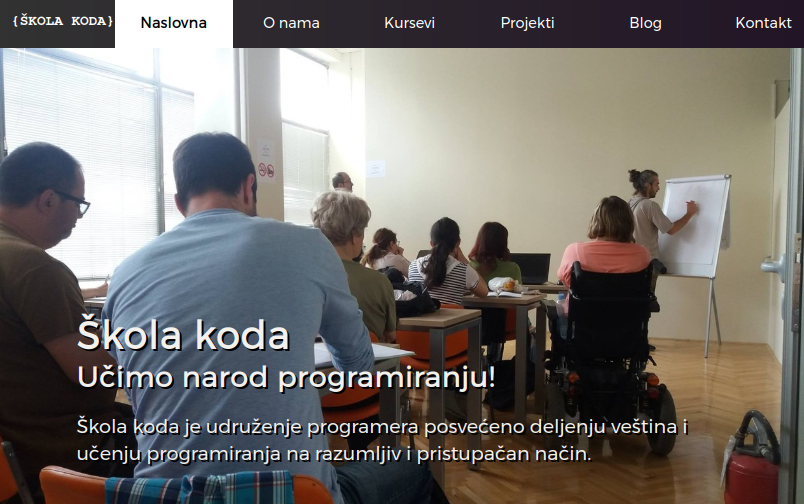 {ŠKOLA KODA} Naslovna O nama Kursevi Projekti Blog Kontakt
Škola koda
Učimo narod programiranju!
Škola koda je udruženje programera posvećeno deljenju veština i
učenju programiranja na razumljiv i pristupačan način.